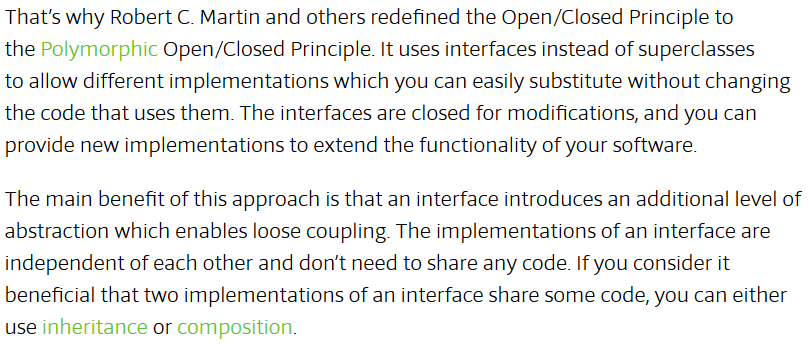 That’s why Robert C. Martin and others redefined the Open/Closed Principle to
the Polymorphic Open/Closed Principle. It uses interfaces instead of superclasses
to allow different implementations which you can easily substitute without changing
the code that uses them. The interfaces are closed for modifications, and you can
provide new implementations to extend the functionality of your software.
The main benefit of this approach is that an interface introduces an additional level of
abstraction which enables loose coupling. The implementations of an interface are
independent of each other and don’t need to share any code. If you consider it
beneficial that two implementations of an interface share some code, you can either
use inheritance or composition.